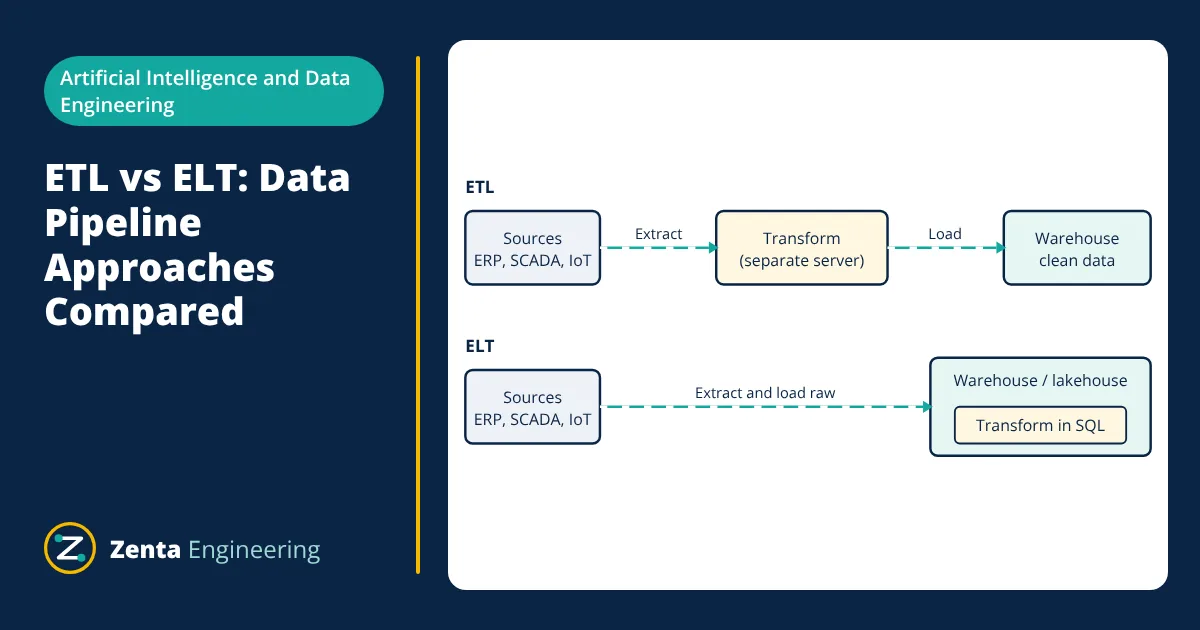 Artificial Intelligence and Data
Engineering
ETL vs ELT: Data
Pipeline
Approaches
Compared
Zenta Engineering
ETL
Sources
ERP, SCADA, IoT
Extract
Transform
(separate server)
Load
Warehouse
clean data
ELT
Sources
ERP, SCADA, IoT
Extract and load raw
Warehouse / lakehouse
Transform in SQL